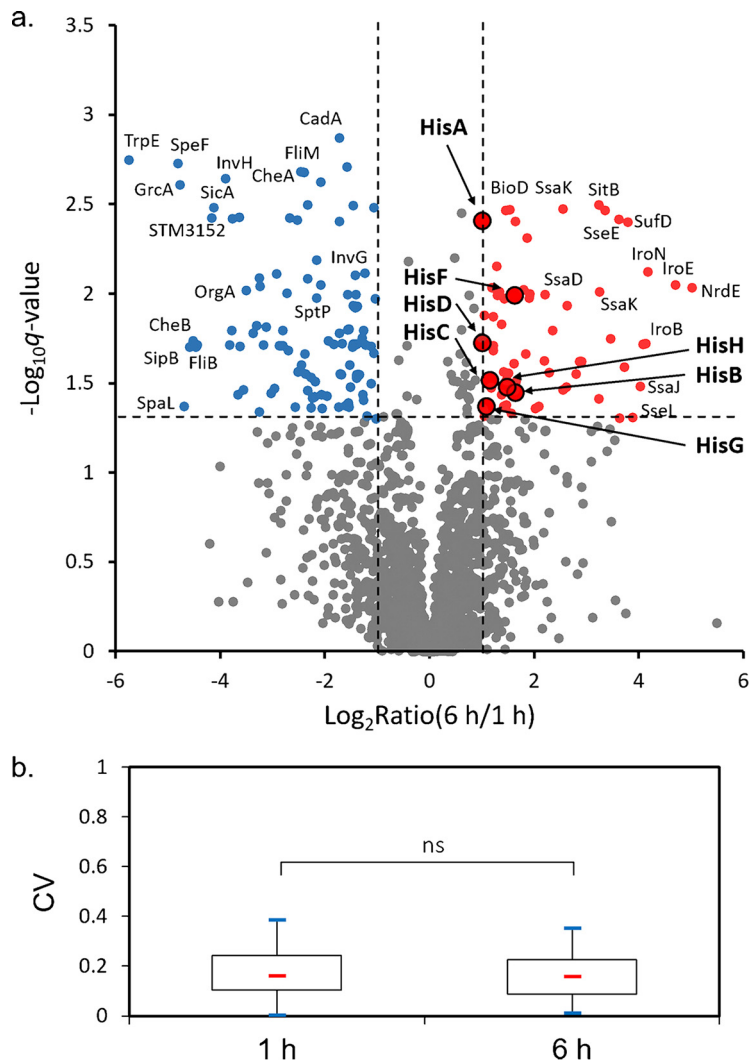 a.
3.5
3
2.5
2
1.5
1
0.5
0
-Log10q-value
CadA
TrpE
SpeF
FliM
InvH
CheA
GrcA
SicA
STM3152
HisA
BioD
SsaK
SitB
SseE
SufD
InvG
HisF
SsaD
IroN
IroE
OrgA
SptP
HisD
SsaK
NrdE
CheB
HisC
IroB
HisH
SipB
FliB
HisB
SsaJ
SpaL
SseL
HisG
-6
-4
-2
0
2
4
6
Log2Ratio(6 h/1 h)
b.
1
0.8
0.6
0.4
0.2
0
CV
ns
1 h
6 h